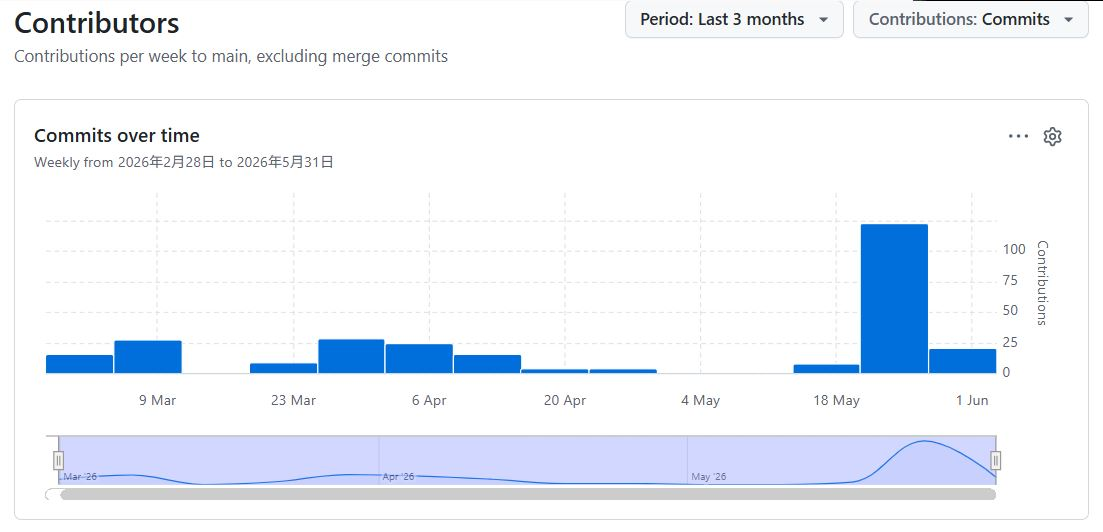 Contributors
Period: Last 3 months
Contributions: Commits
Contributions per week to main, excluding merge commits
Commits over time
Weekly from 2026年2月28日 to 2026年5月31日
100
75
50
25
0
Contributions
9 Mar
23 Mar
6 Apr
20 Apr
4 May
18 May
1 Jun
Mar '26
Apr '26
May '26